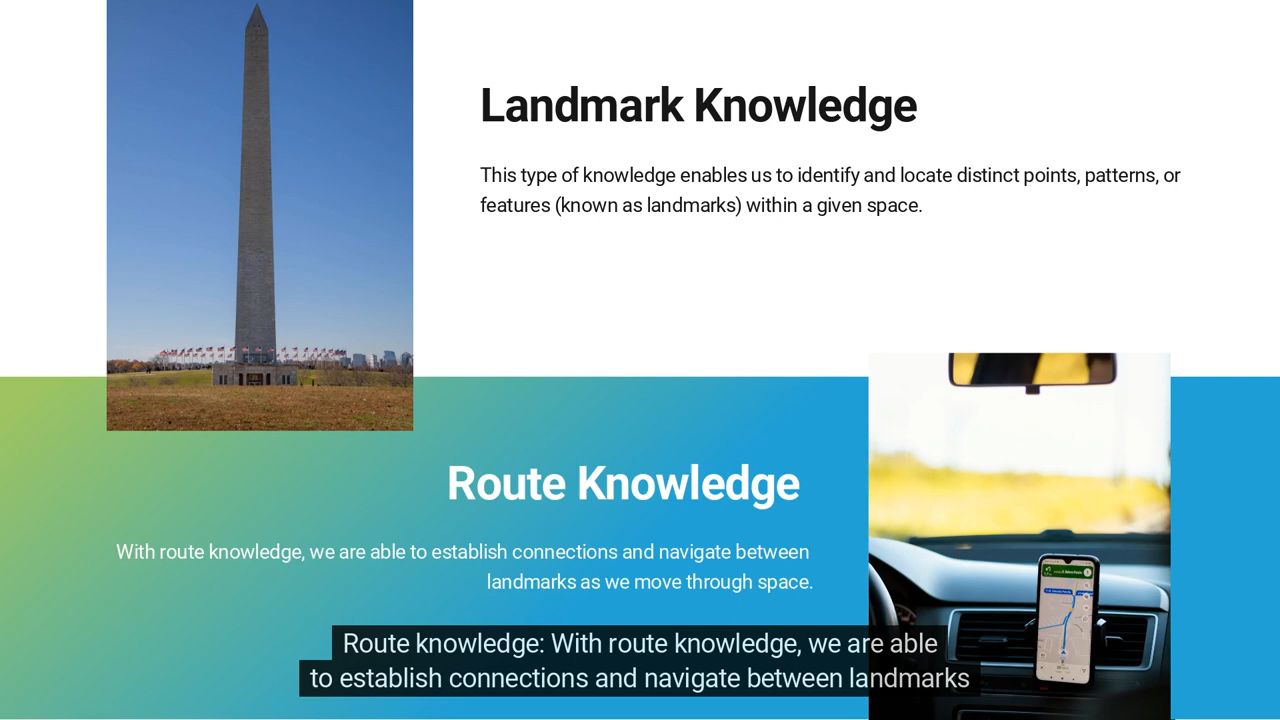 Landmark Knowledge
This type of knowledge enables us to identify and locate distinct points, patterns, or
features (known as landmarks) within a given space.
Route Knowledge
With route knowledge, we are able to establish connections and navigate between
landmarks as we move through space.
Route knowledge: With route knowledge, we are able
to establish connections and navigate between landmarks